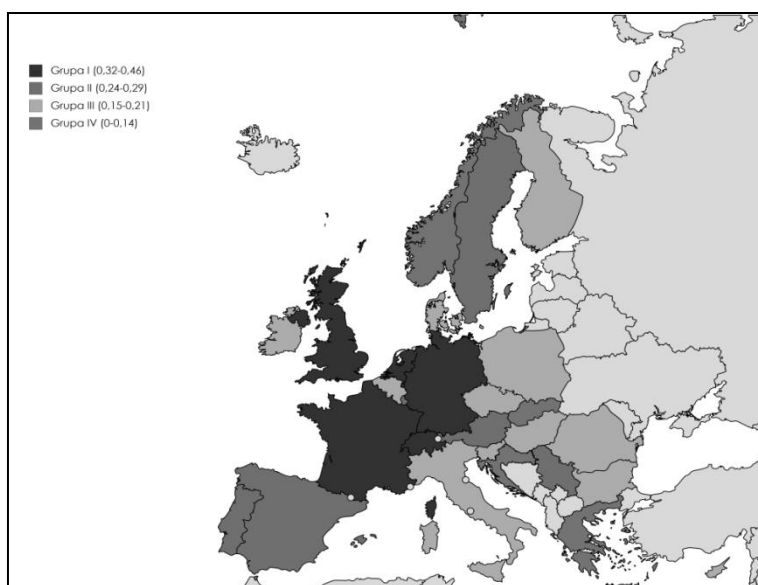 Grupa I (0,32-0,46)
Grupa II (0,24-0,29)
Grupa III (0,15-0,21)
Grupa IV (0-0,14)